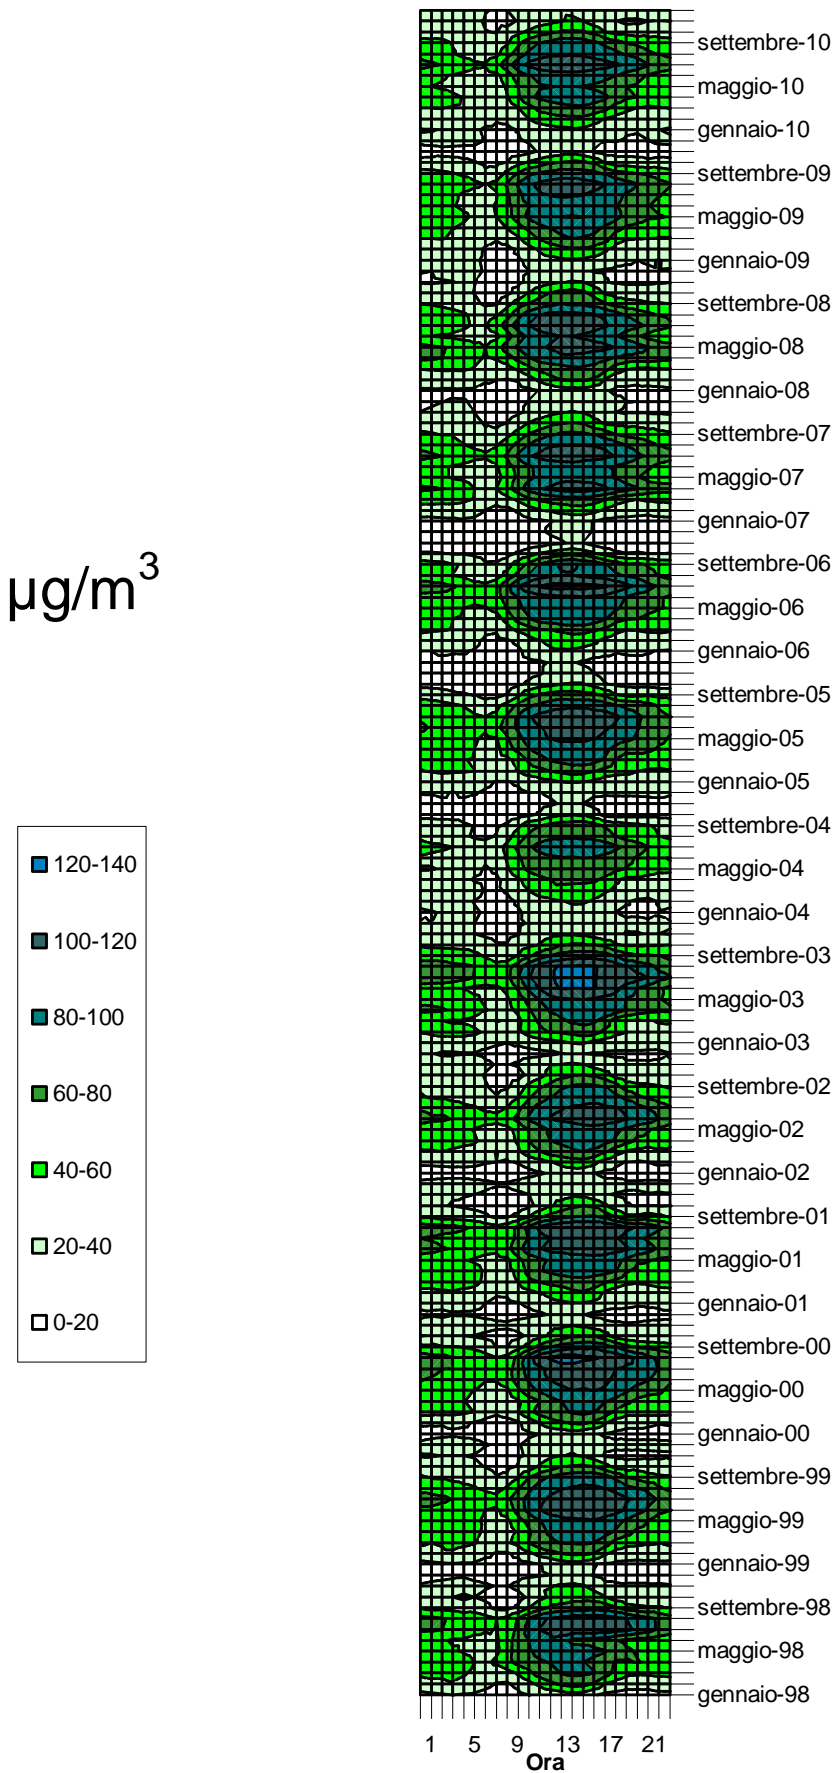 settembre-10
maggio-10
gennaio-10
settembre-09
maggio-09
gennaio-09
settembre-08
maggio-08
gennaio-08
settembre-07
maggio-07
gennaio-07
settembre-06
µg/m³
maggio-06
gennaio-06
settembre-05
maggio-05
gennaio-05
settembre-04
120-140
maggio-04
gennaio-04
100-120
settembre-03
maggio-03
80-100
gennaio-03
settembre-02
60-80
maggio-02
40-60
gennaio-02
settembre-01
20-40
maggio-01
gennaio-01
0-20
settembre-00
maggio-00
gennaio-00
settembre-99
maggio-99
gennaio-99
settembre-98
maggio-98
gennaio-98
1 5 9 13 17 21
Ora